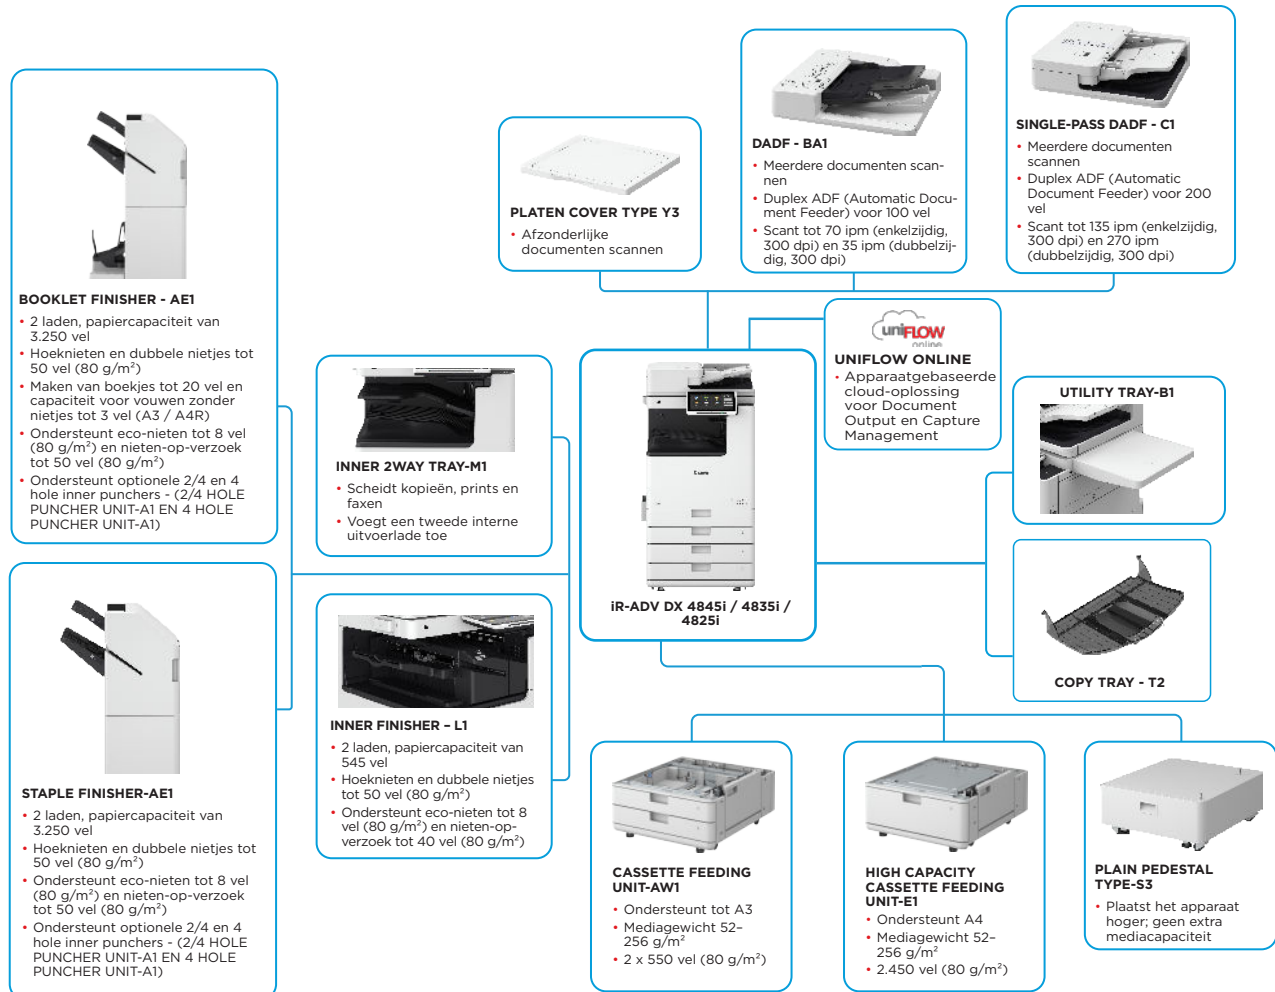 BOOKLET FINISHER - AE1
• 2 laden, papiercapaciteit van
3.250 vel
• Hoeknieten en dubbele nietjes tot
50 vel (80 g/m²)
• Maken van boekjes tot 20 vel en
capaciteit voor vouwen zonder
nietjes tot 3 vel (A3 / A4R)
• Ondersteunt eco-nieten tot 8 vel
(80 g/m²) en nieten-op-verzoek
tot 50 vel (80 g/m²)
• Ondersteunt optionele 2/4 en 4
hole inner punchers - (2/4 HOLE
PUNCHER UNIT-A1 EN 4 HOLE
PUNCHER UNIT-A1)
STAPLE FINISHER-AE1
• 2 laden, papiercapaciteit van
3.250 vel
• Hoeknieten en dubbele nietjes tot
50 vel (80 g/m²)
• Ondersteunt eco-nieten tot 8 vel
(80 g/m²) en nieten-op-verzoek
tot 50 vel (80 g/m²)
• Ondersteunt optionele 2/4 en 4
hole inner punchers - (2/4 HOLE
PUNCHER UNIT-A1 EN 4 HOLE
PUNCHER UNIT-A1)
INNER 2WAY TRAY-M1
• Scheidt kopieën, prints en
faxen
• Voegt een tweede interne
uitvoerlade toe
INNER FINISHER – L1
• 2 laden, papiercapaciteit van
545 vel
• Hoeknieten en dubbele nietjes
tot 50 vel (80 g/m²)
• Ondersteunt eco-nieten tot 8
vel (80 g/m²) en nieten-op-
verzoek tot 40 vel (80 g/m²)
PLATEN COVER TYPE Y3
• Afzonderlijke
documenten scannen
DADF - BA1
• Meerdere documenten scan-
nen
• Duplex ADF (Automatic Docu-
ment Feeder) voor 100 vel
• Scant tot 70 ipm (enkelzijdig,
300 dpi) en 35 ipm (dubbelzij-
dig, 300 dpi)
SINGLE-PASS DADF - C1
• Meerdere documenten
scannen
• Duplex ADF (Automatic
Document Feeder) voor 200
vel
• Scant tot 135 ipm (enkelzijdig,
300 dpi) en 270 ipm
(dubbelzijdig, 300 dpi)
uniFLOW
online
UNIFLOW ONLINE
• Apparaatgebaseerde
cloud-oplossing
voor Document
Output en Capture
Management
Canon
iR-ADV DX 4845i / 4835i /
4825i
UTILITY TRAY-B1
COPY TRAY - T2
CASSETTE FEEDING
UNIT-AW1
• Ondersteunt tot A3
• Mediagewicht 52–
256 g/m²
• 2 x 550 vel (80 g/m²)
HIGH CAPACITY
CASSETTE FEEDING
UNIT-E1
• Ondersteunt A4
• Mediagewicht 52–
256 g/m²
• 2.450 vel (80 g/m²)
PLAIN PEDESTAL
TYPE-S3
• Plaatst het apparaat
hoger; geen extra
mediacapaciteit